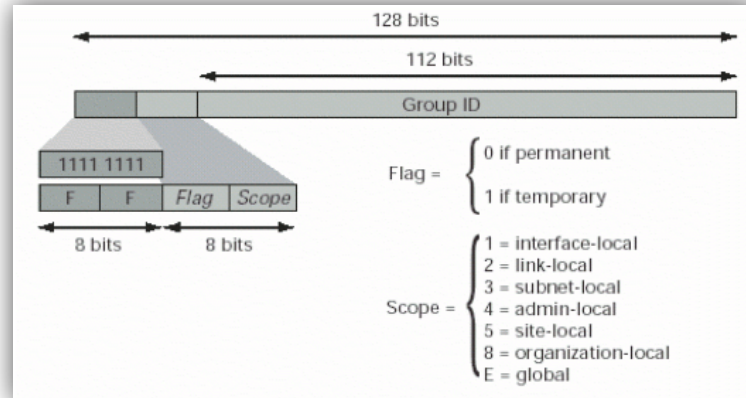 128 bits
112 bits
Group ID
1111 1111
F F Flag Scope
8 bits 8 bits
Flag =
0 if permanent
1 if temporary
Scope =
1 = interface-local
2 = link-local
3 = subnet-local
4 = admin-local
5 = site-local
8 = organization-local
E = global